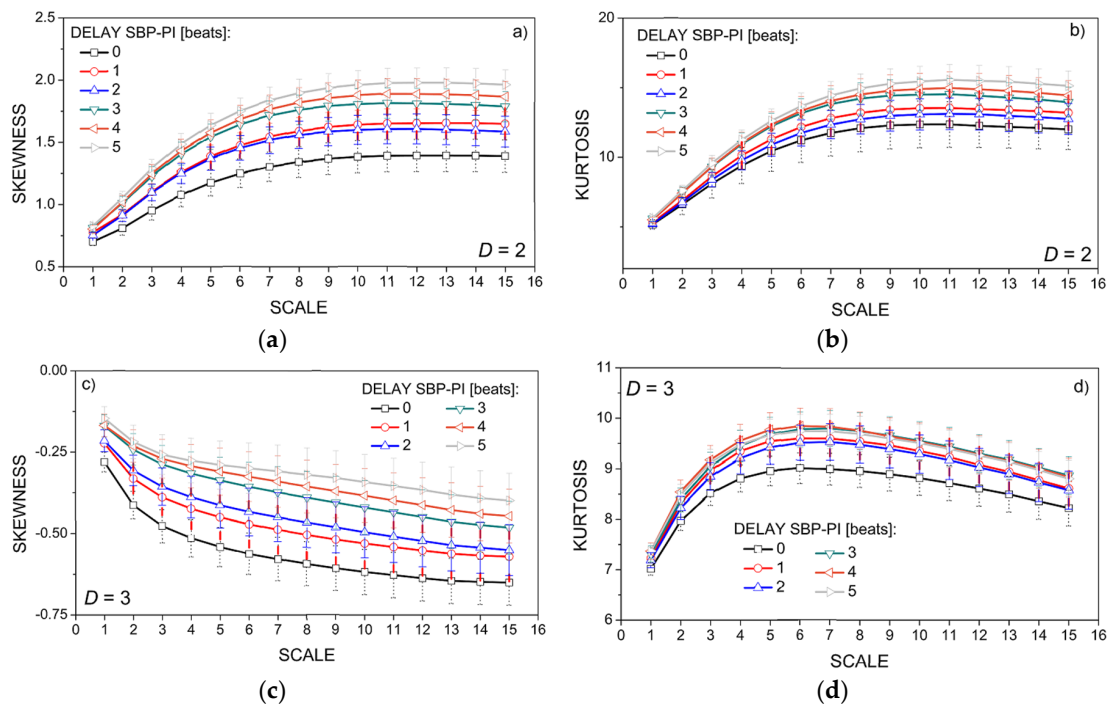 a)
DELAY SBP-PI [beats]:
0
1
2
3
4
5
SKEWNESS
2.5
2.0
1.5
1.0
0.5
D = 2
0 1 2 3 4 5 6 7 8 9 10 11 12 13 14 15 16
SCALE
(a)
b)
DELAY SBP-PI [beats]:
0
1
2
3
4
5
KURTOSIS
20
10
D = 2
0 1 2 3 4 5 6 7 8 9 10 11 12 13 14 15 16
SCALE
(b)
c)
DELAY SBP-PI [beats]:
0 3
1 4
2 5
SKEWNESS
0.00
-0.25
-0.50
-0.75
D = 3
0 1 2 3 4 5 6 7 8 9 10 11 12 13 14 15 16
SCALE
(c)
D = 3
d)
KURTOSIS
11
10
9
8
7
6
DELAY SBP-PI [beats]:
0 3
1 4
2 5
0 1 2 3 4 5 6 7 8 9 10 11 12 13 14 15 16
SCALE
(d)